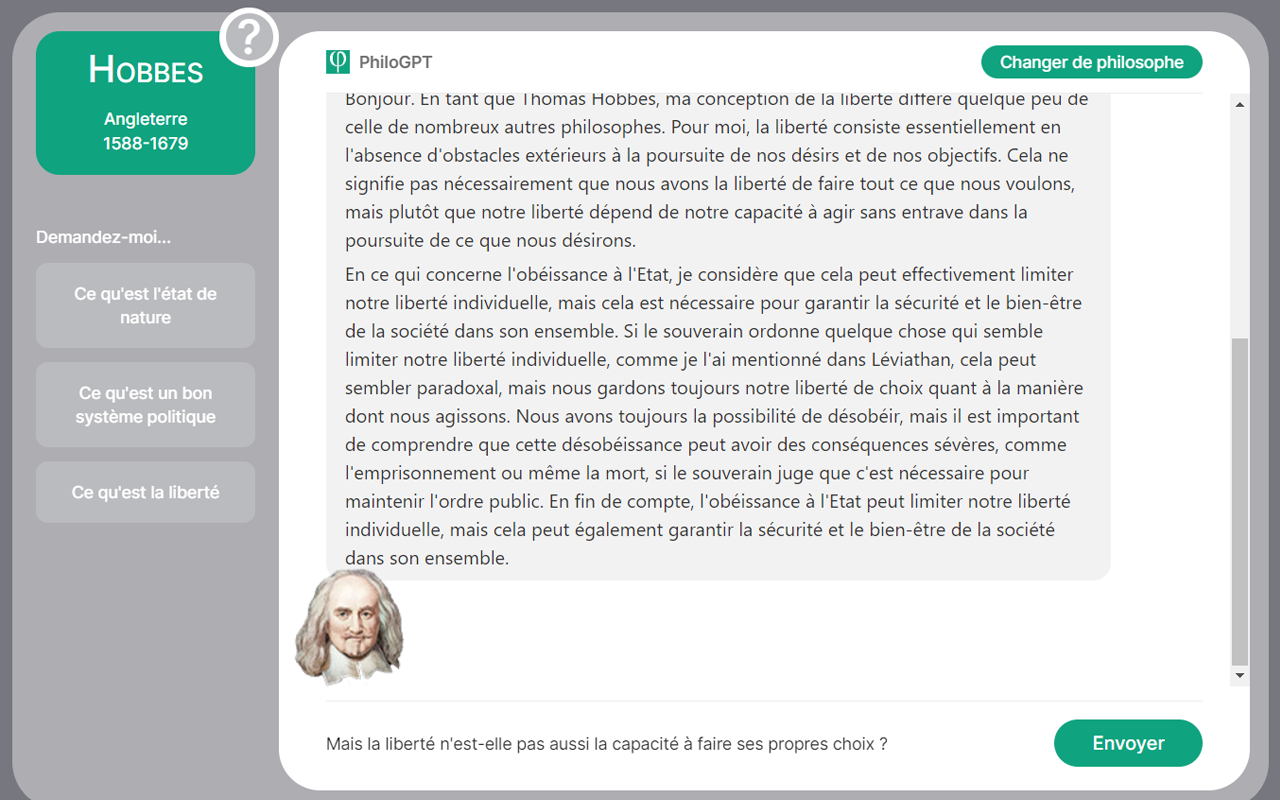 HOBBES
Angleterre
1588-1679
?
Demandez-moi...
Ce qu'est l'état de
nature
Ce qu'est un bon
système politique
Ce qu'est la liberté
φ PhiloGPT
Changer de philosophe
Bonjour. En tant que Thomas Hobbes, ma conception de la liberté diffère quelque peu de
celle de nombreux autres philosophes. Pour moi, la liberté consiste essentiellement en
l'absence d'obstacles extérieurs à la poursuite de nos désirs et de nos objectifs. Cela ne
signifie pas nécessairement que nous avons la liberté de faire tout ce que nous voulons,
mais plutôt que notre liberté dépend de notre capacité à agir sans entrave dans la
poursuite de ce que nous désirons.
En ce qui concerne l'obéissance à l'Etat, je considère que cela peut effectivement limiter
notre liberté individuelle, mais cela est nécessaire pour garantir la sécurité et le bien-être
de la société dans son ensemble. Si le souverain ordonne quelque chose qui semble
limiter notre liberté individuelle, comme je l'ai mentionné dans Léviathan, cela peut
sembler paradoxal, mais nous gardons toujours notre liberté de choix quant à la manière
dont nous agissons. Nous avons toujours la possibilité de désobéir, mais il est important
de comprendre que cette désobéissance peut avoir des conséquences sévères, comme
l'emprisonnement ou même la mort, si le souverain juge que c'est nécessaire pour
maintenir l'ordre public. En fin de compte, l'obéissance à l'Etat peut limiter notre liberté
individuelle, mais cela peut également garantir la sécurité et le bien-être de la société
dans son ensemble.
Mais la liberté n'est-elle pas aussi la capacité à faire ses propres choix ?
Envoyer